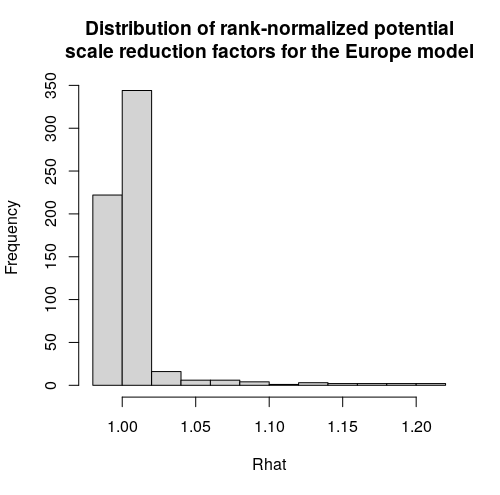 Distribution of rank-normalized potential
scale reduction factors for the Europe model
350
300
250
200
150
100
50
0
Frequency
1.00 1.05 1.10 1.15 1.20
Rhat